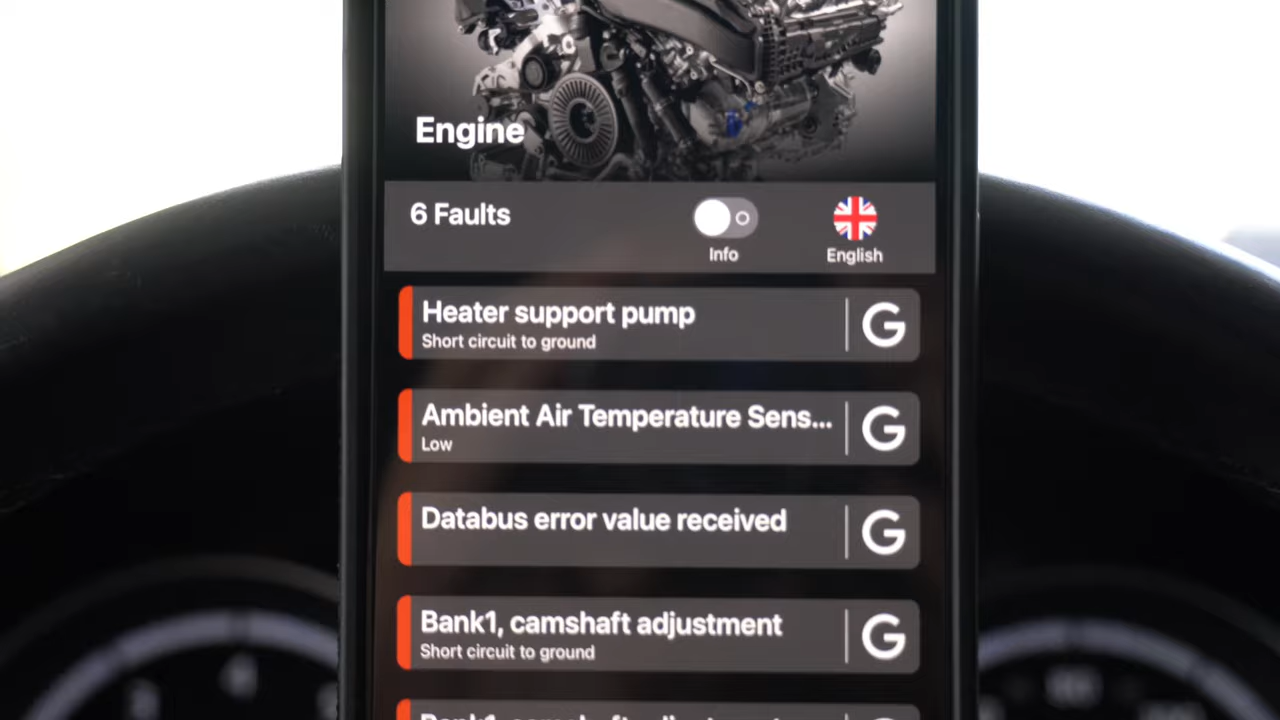 Engine
6 Faults
Info
English
Heater support pump
Short circuit to ground
G
Ambient Air Temperature Sens...
Low
G
Databus error value received
G
Bank1, camshaft adjustment
Short circuit to ground
G
4